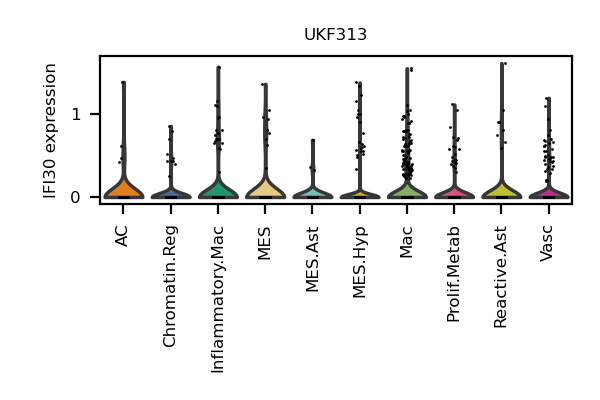 UKF313
IFI30 expression
1
0
AC
Chromatin.Reg
Inflammatory.Mac
MES
MES.Ast
MES.Hyp
Mac
Prolif.Metab
Reactive.Ast
Vasc